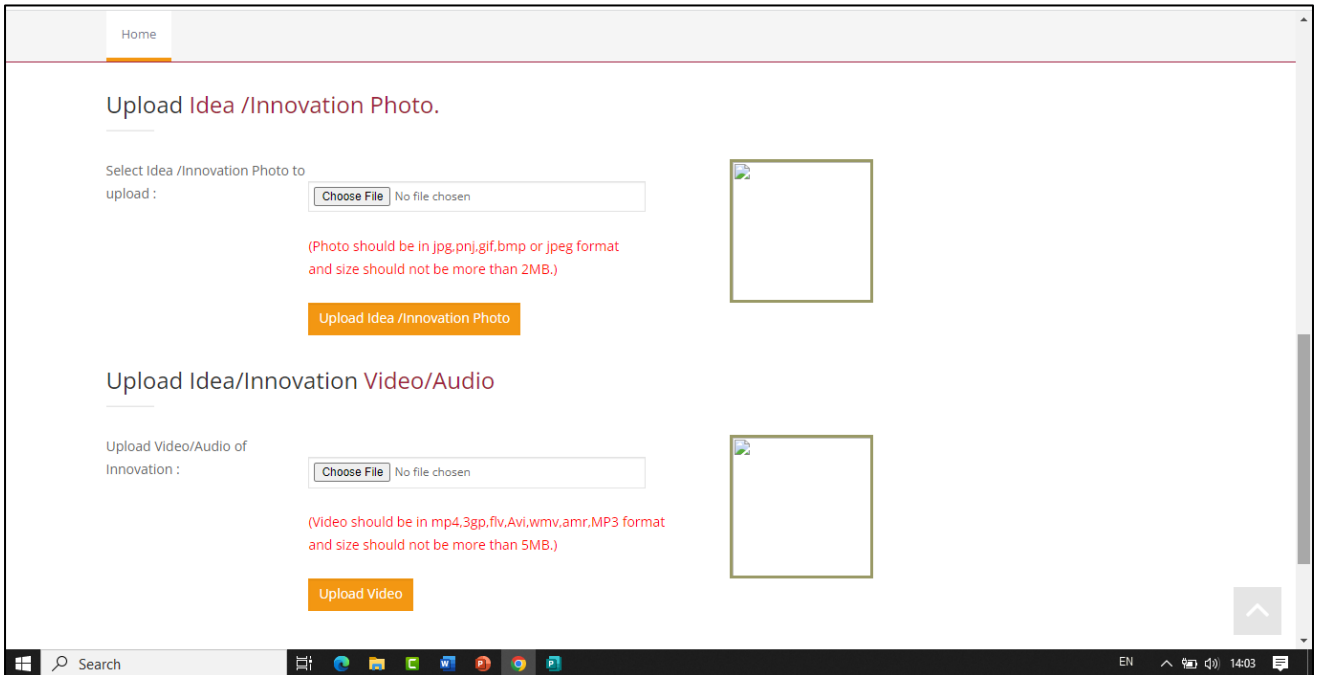 Home
Upload Idea /Innovation Photo.
Select Idea /Innovation Photo to
upload :
Choose File No file chosen
(Photo should be in jpg,pnj,gif,bmp or jpeg format
and size should not be more than 2MB.)
Upload Idea /Innovation Photo
Upload Idea/Innovation Video/Audio
Upload Video/Audio of
Innovation :
Choose File No file chosen
(Video should be in mp4,3gp,flv,Avi,wmv,amr,MP3 format
and size should not be more than 5MB.)
Upload Video
Search
EN 14:03